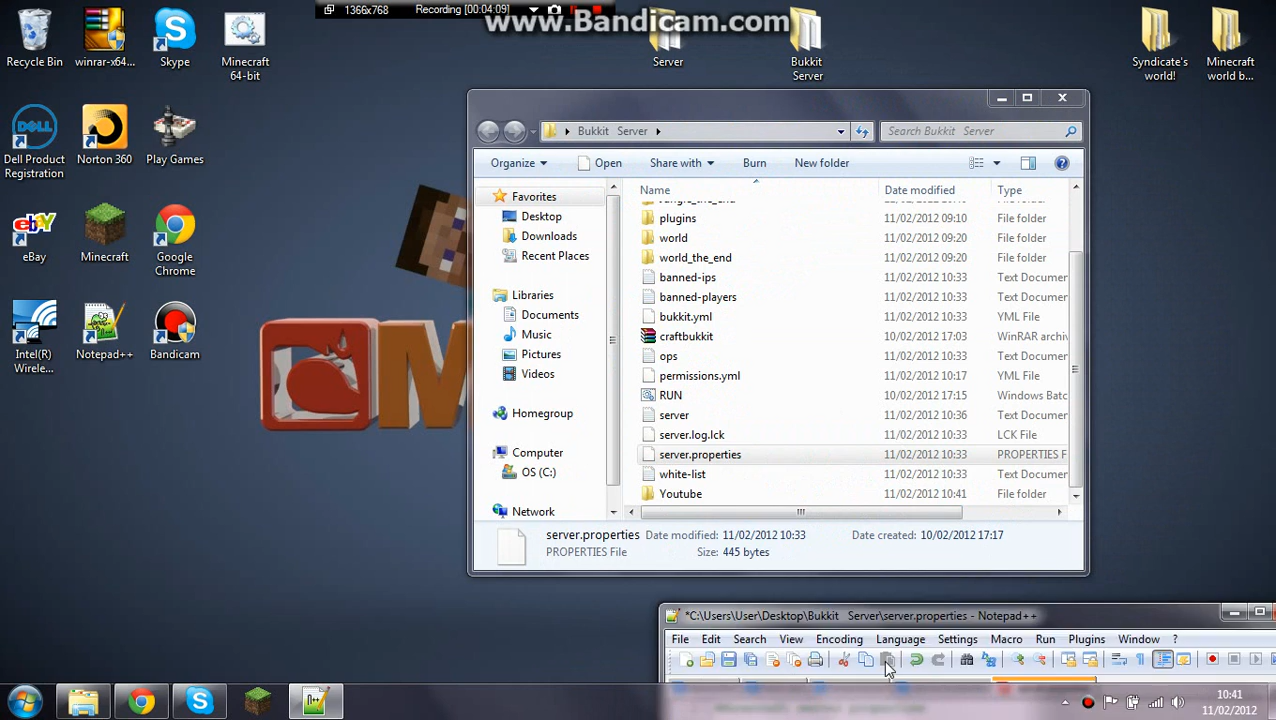 1366x768 Recording [00:04:09]
www.Bandicam.com
Recycle Bin
winrar-x64...
Skype
Minecraft
64-bit
Server
Bukkit
Server
Syndicate's
world!
Minecraft
world b...
Dell Product
Registration
Norton 360
Play Games
eBay
Minecraft
Google
Chrome
Intel(R)
Wirele...
Notepad++
Bandicam
Bukkit Server
Search Bukkit Server
Organize
Open
Share with
Burn
New folder
Favorites
Desktop
Downloads
Recent Places
Libraries
Documents
Music
Pictures
Videos
Homegroup
Computer
OS (C:)
Network
Name Date modified Type
plugins 11/02/2012 09:10 File folder
world 11/02/2012 09:20 File folder
world_the_end 11/02/2012 09:20 File folder
banned-ips 11/02/2012 10:33 Text Documen
banned-players 11/02/2012 10:33 Text Documen
bukkit.yml 11/02/2012 10:33 YML File
craftbukkit 10/02/2012 17:03 WinRAR archiv
ops 11/02/2012 10:33 Text Documen
permissions.yml 11/02/2012 10:17 YML File
RUN 10/02/2012 17:15 Windows Batc
server 11/02/2012 10:36 Text Documen
server.log.lck 11/02/2012 10:33 LCK File
server.properties 11/02/2012 10:33 PROPERTIES F
white-list 11/02/2012 10:33 Text Documen
Youtube 11/02/2012 10:41 File folder
server.properties Date modified: 11/02/2012 10:33 Date created: 10/02/2012 17:17
PROPERTIES File Size: 445 bytes
*C:\Users\User\Desktop\Bukkit Server\server.properties - Notepad++
File Edit Search View Encoding Language Settings Macro Run Plugins Window ?
10:41
11/02/2012